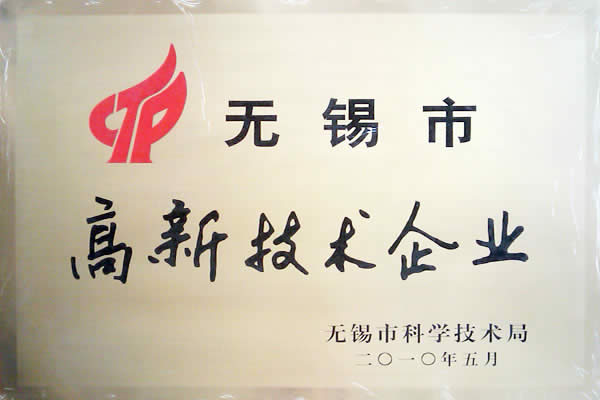 CTP
无锡市
高新技术企业
无锡市科学技术局
二〇一〇年五月